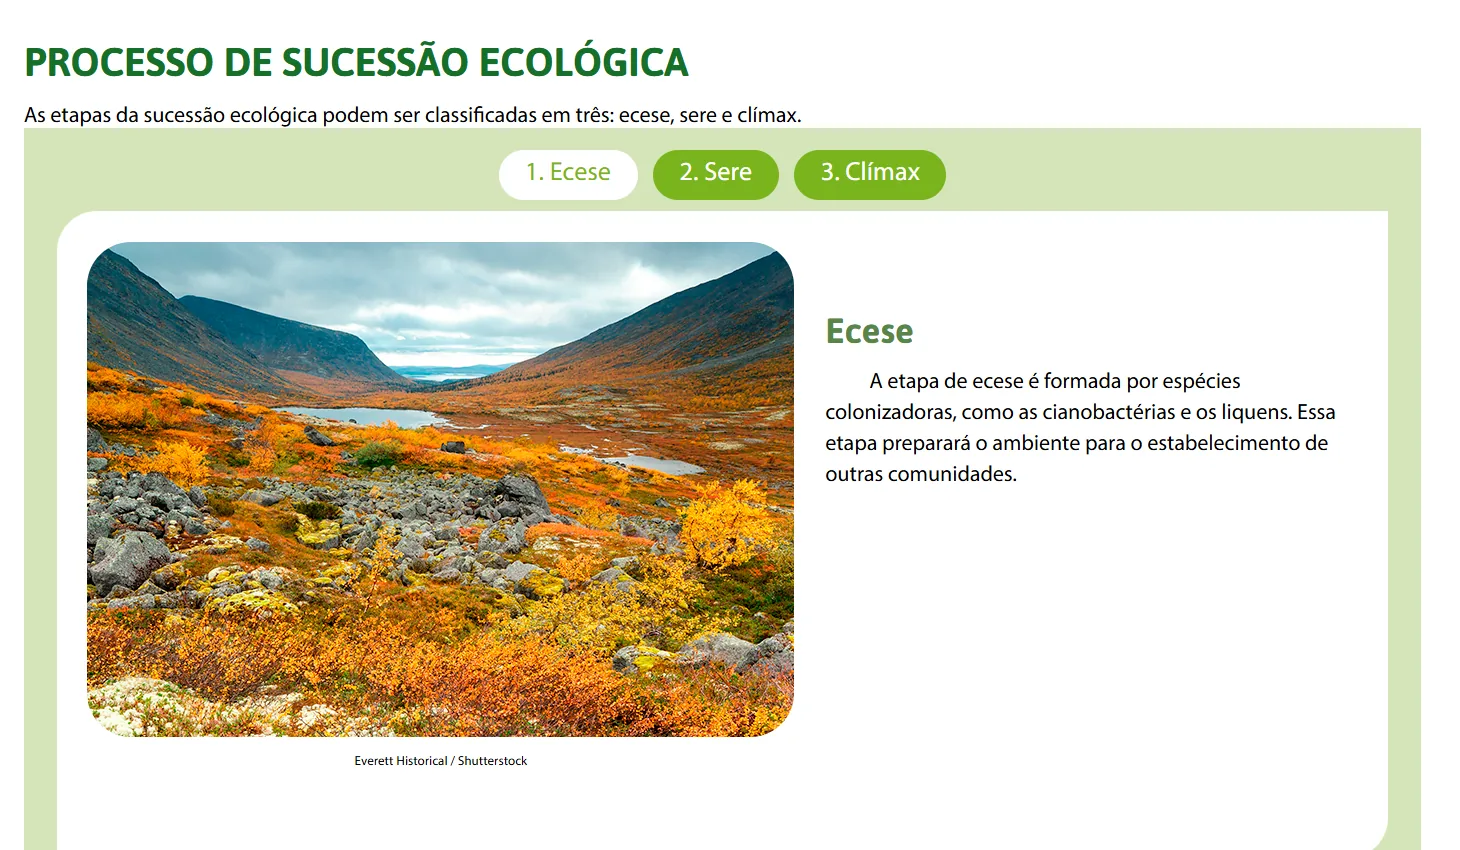 PROCESSO DE SUCESSÃO ECOLÓGICA
As etapas da sucessão ecológica podem ser classificadas em três: ecese, sere e clímax.
1. Ecese
2. Sere
3. Clímax
Ecese
A etapa de ecese é formada por espécies
colonizadoras, como as cianobactérias e os liquens. Essa
etapa preparará o ambiente para o estabelecimento de
outras comunidades.
Everett Historical / Shutterstock